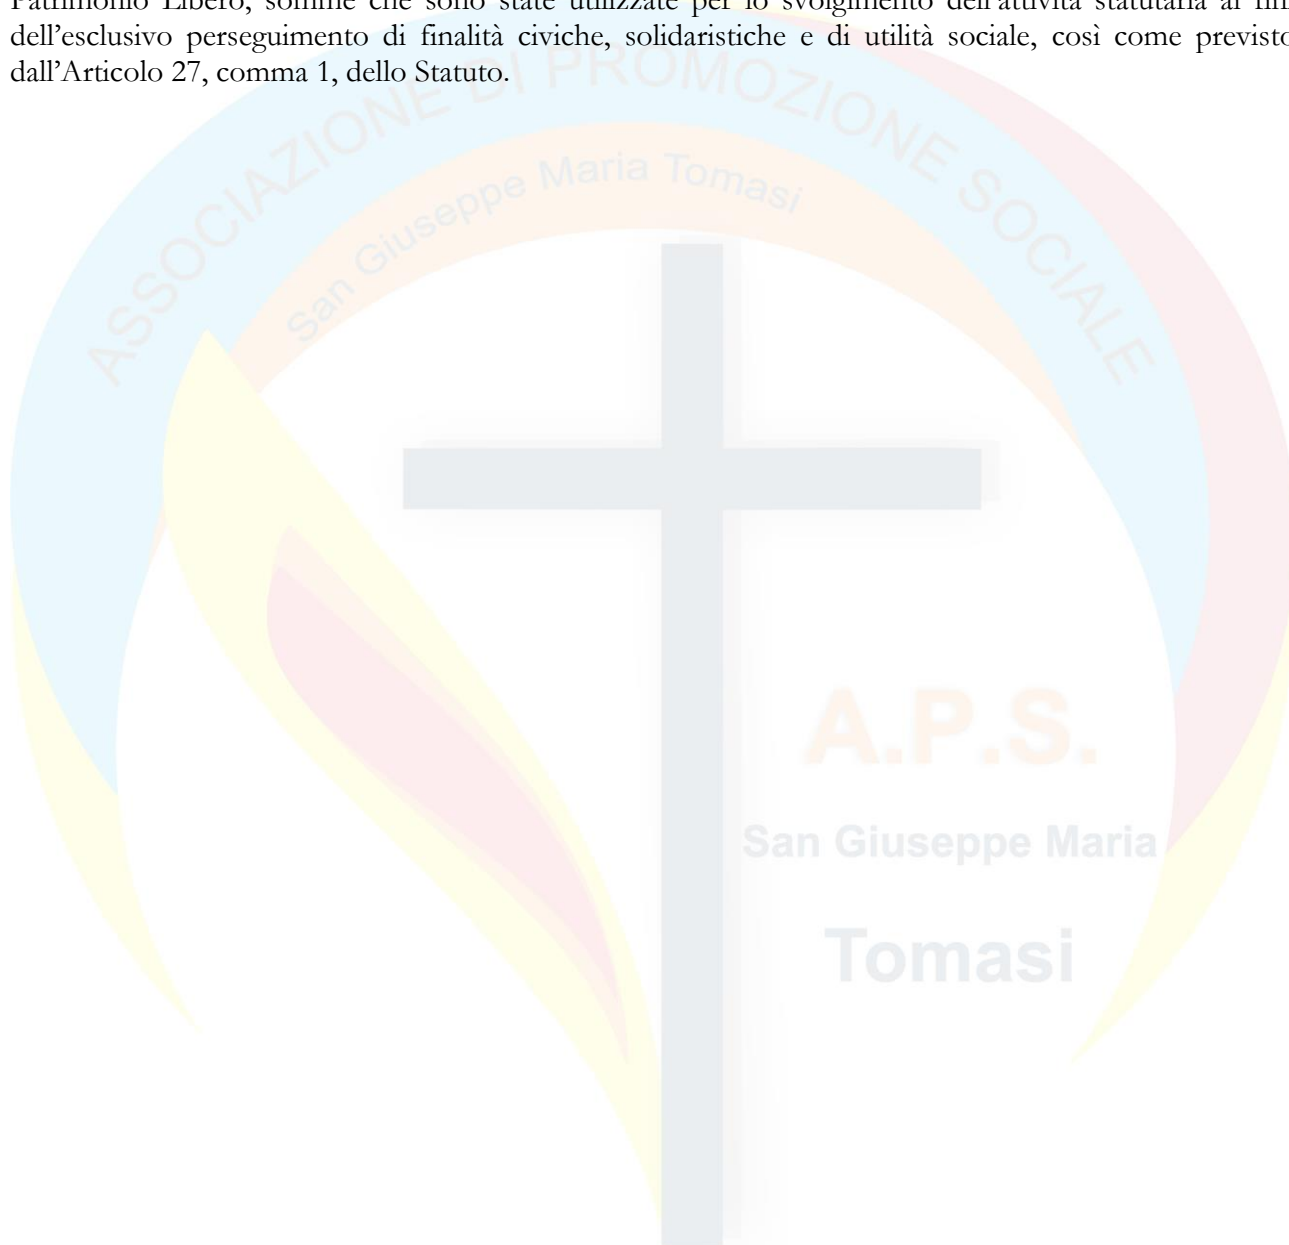 Patrimonio Libero, somme che sono state utilizzate per lo svolgimento dell'attività statutaria ai fini
dell'esclusivo perseguimento di finalità civiche, solidaristiche e di utilità sociale, così come previsto
dall'Articolo 27, comma 1, dello Statuto.
ASSOCIAZIONE DI PROMOZIONE SOCIALE
San Giuseppe Maria Tomasi
A.P.S.
San Giuseppe Maria
Tomasi